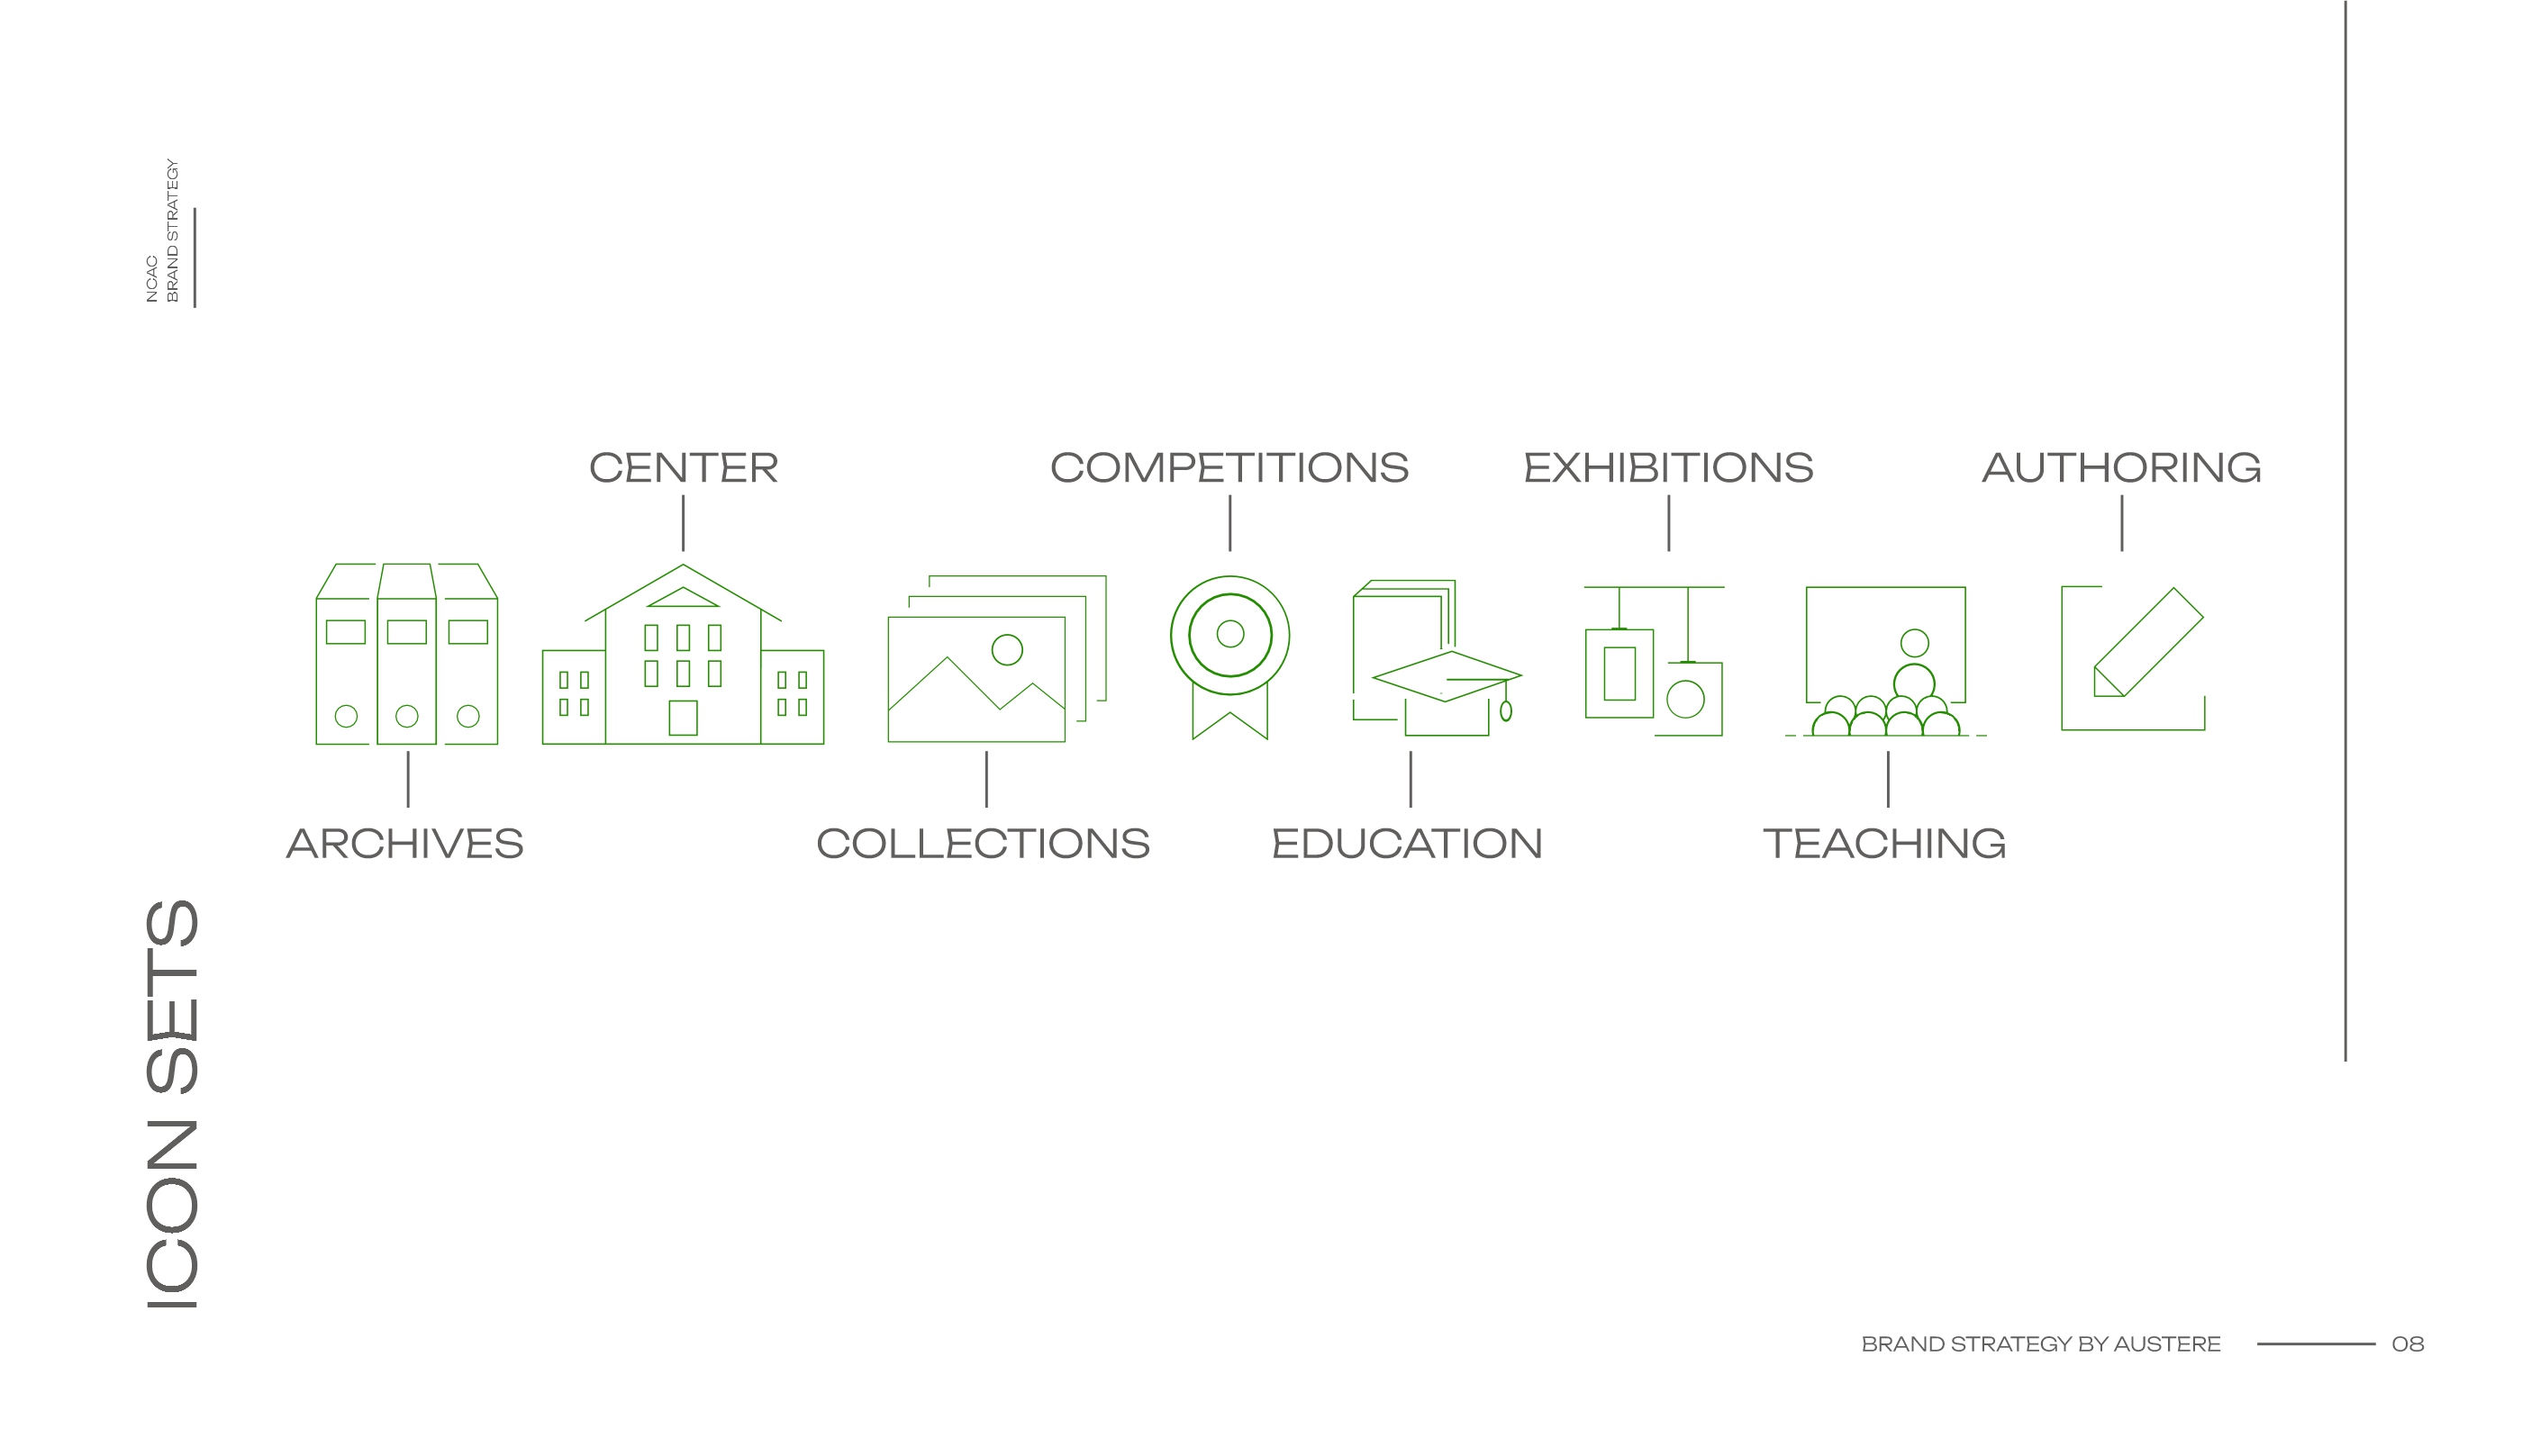 NCAC
BRAND STRATEGY
CENTER
COMPETITIONS
EXHIBITIONS
AUTHORING
ARCHIVES
COLLECTIONS
EDUCATION
TEACHING
ICON SETS
BRAND STRATEGY BY AUSTERE
08